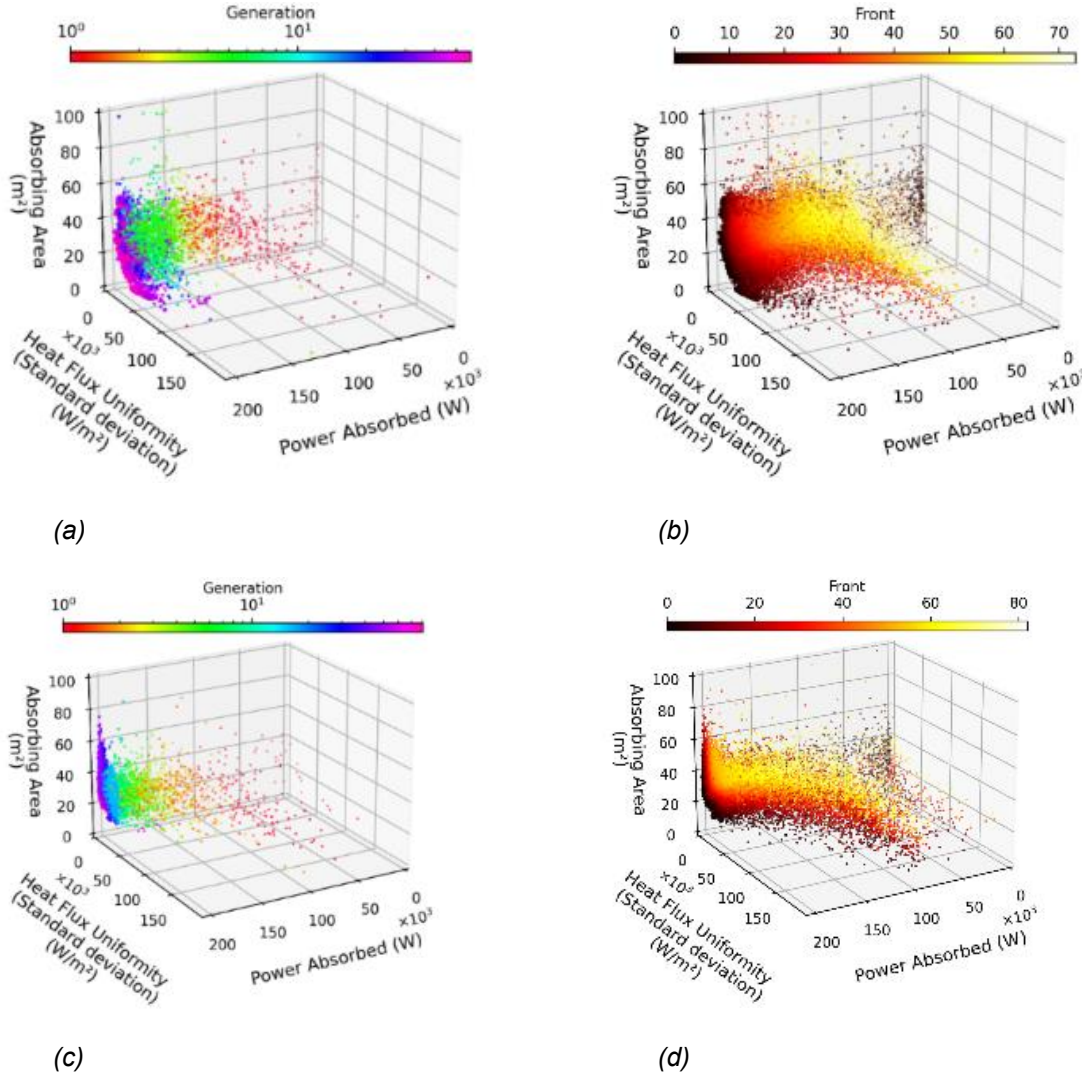 Generation
10⁰ 10¹
100
80
60
40
20
0
Absorbing Area
(m²)
0
50
100
150
×10³
Heat Flux Uniformity
(Standard deviation)
(W/m²)
200 150 100 50 0
×10³
Power Absorbed (W)
(a)
Front
0 10 20 30 40 50 60 70
100
80
60
40
20
0
Absorbing Area
(m²)
0
50
100
150
×10³
Heat Flux Uniformity
(Standard deviation)
(W/m²)
200 150 100 50 0
×10³
Power Absorbed (W)
(b)
Generation
10⁰ 10¹
100
80
60
40
20
0
Absorbing Area
(m²)
0
50
100
150
×10³
Heat Flux Uniformity
(Standard deviation)
(W/m²)
200 150 100 50 0
×10³
Power Absorbed (W)
(c)
Front
0 20 40 60 80
100
80
60
40
20
0
Absorbing Area
(m²)
0
50
100
150
×10³
Heat Flux Uniformity
(Standard deviation)
(W/m²)
200 150 100 50 0
×10³
Power Absorbed (W)
(d)